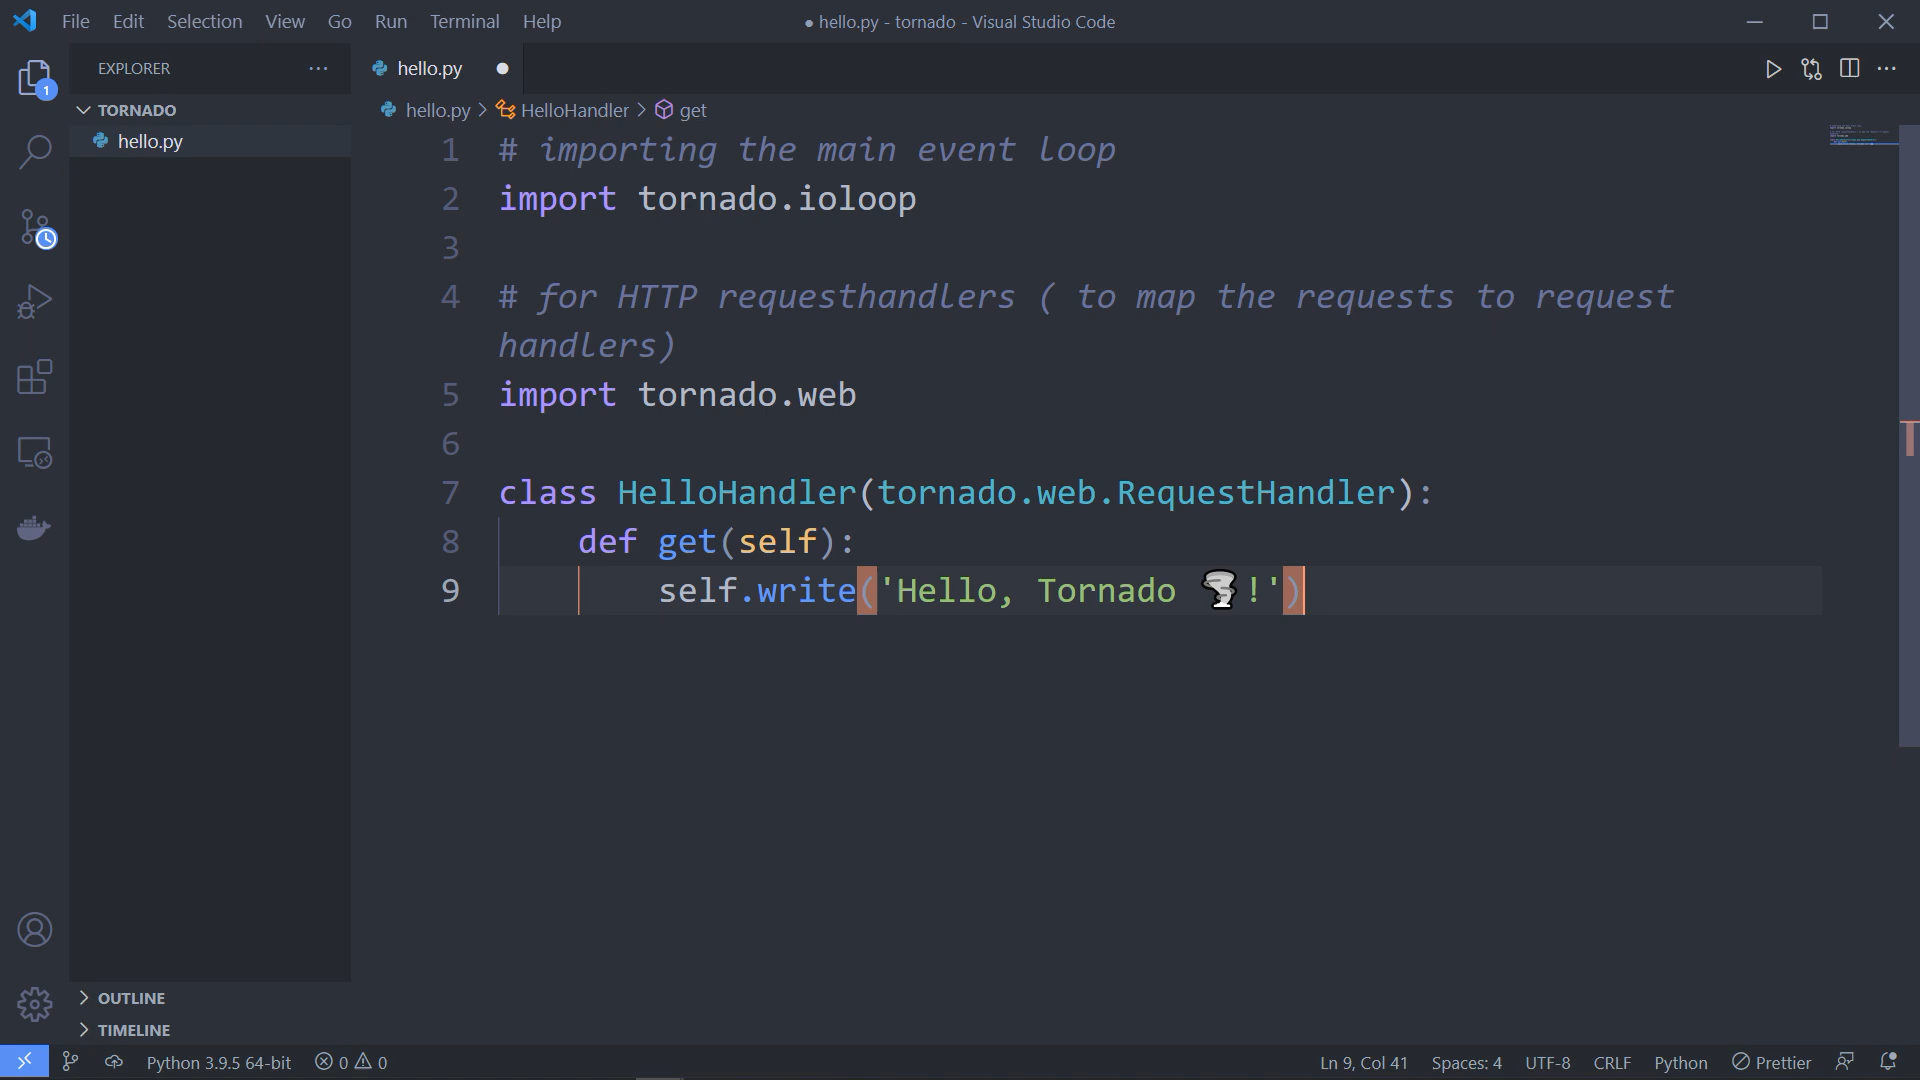 File Edit Selection View Go Run Terminal Help
● hello.py - tornado - Visual Studio Code
EXPLORER
TORNADO
hello.py
1
OUTLINE
TIMELINE
hello.py
hello.py > HelloHandler > get
1 # importing the main event loop
2 import tornado.ioloop
3
4 # for HTTP requesthandlers ( to map the requests to request
handlers)
5 import tornado.web
6
7 class HelloHandler(tornado.web.RequestHandler):
8 def get(self):
9 self.write('Hello, Tornado 🌪!')
Python 3.9.5 64-bit 0 0 Ln 9, Col 41 Spaces: 4 UTF-8 CRLF Python Prettier